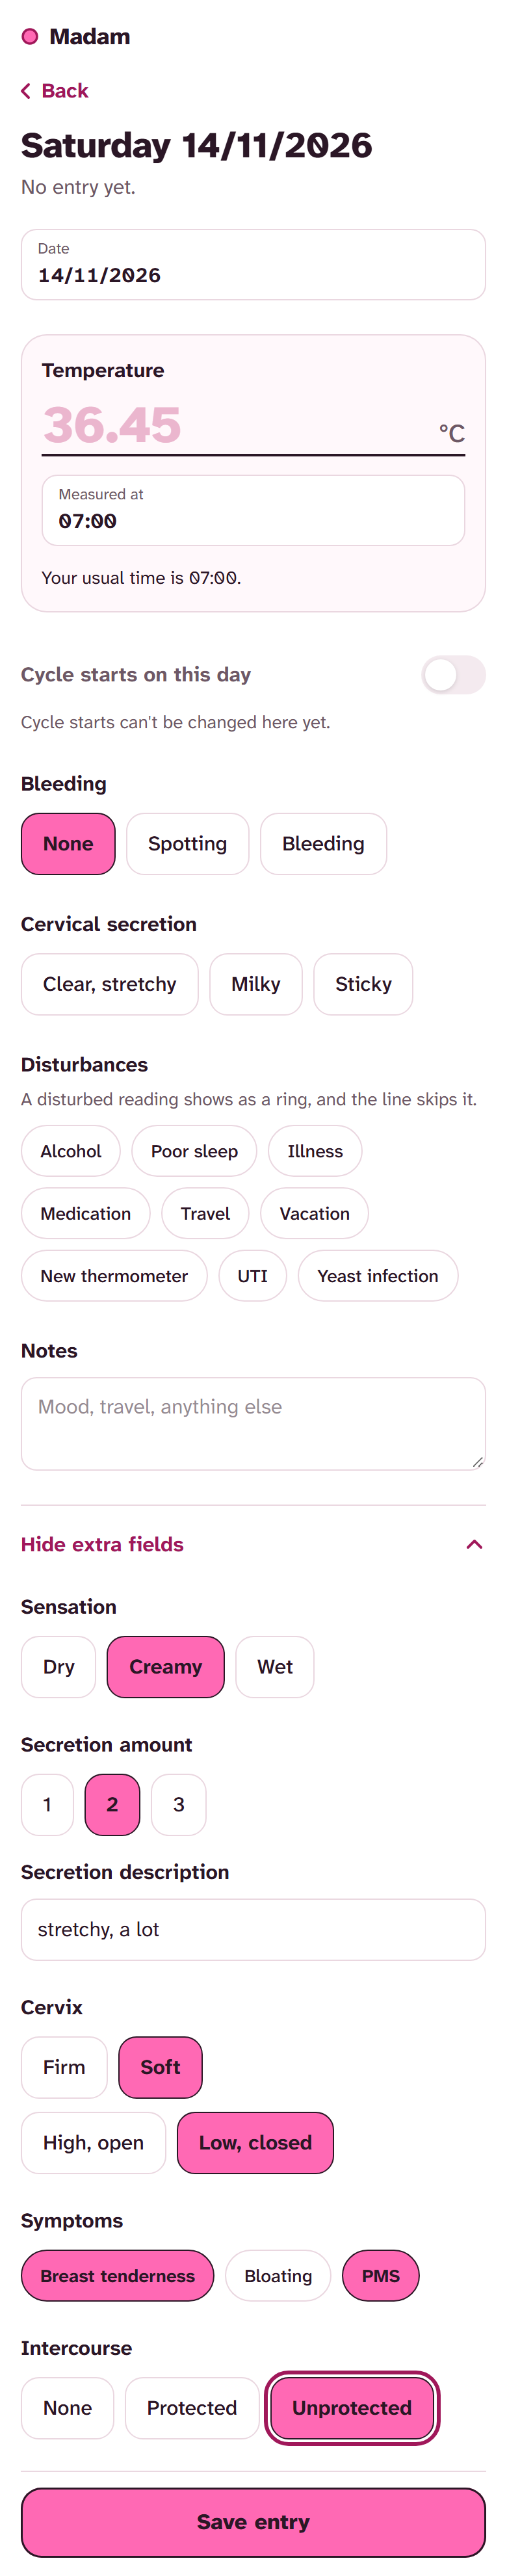 Madam
Back
Saturday 14/11/2026
No entry yet.
Date
14/11/2026
Temperature
36.45 °C
Measured at
07:00
Your usual time is 07:00.
Cycle starts on this day
Cycle starts can't be changed here yet.
Bleeding
None Spotting Bleeding
Cervical secretion
Clear, stretchy Milky Sticky
Disturbances
A disturbed reading shows as a ring, and the line skips it.
Alcohol Poor sleep Illness
Medication Travel Vacation
New thermometer UTI Yeast infection
Notes
Mood, travel, anything else
Hide extra fields
Sensation
Dry Creamy Wet
Secretion amount
1 2 3
Secretion description
stretchy, a lot
Cervix
Firm Soft
High, open Low, closed
Symptoms
Breast tenderness Bloating PMS
Intercourse
None Protected Unprotected
Save entry